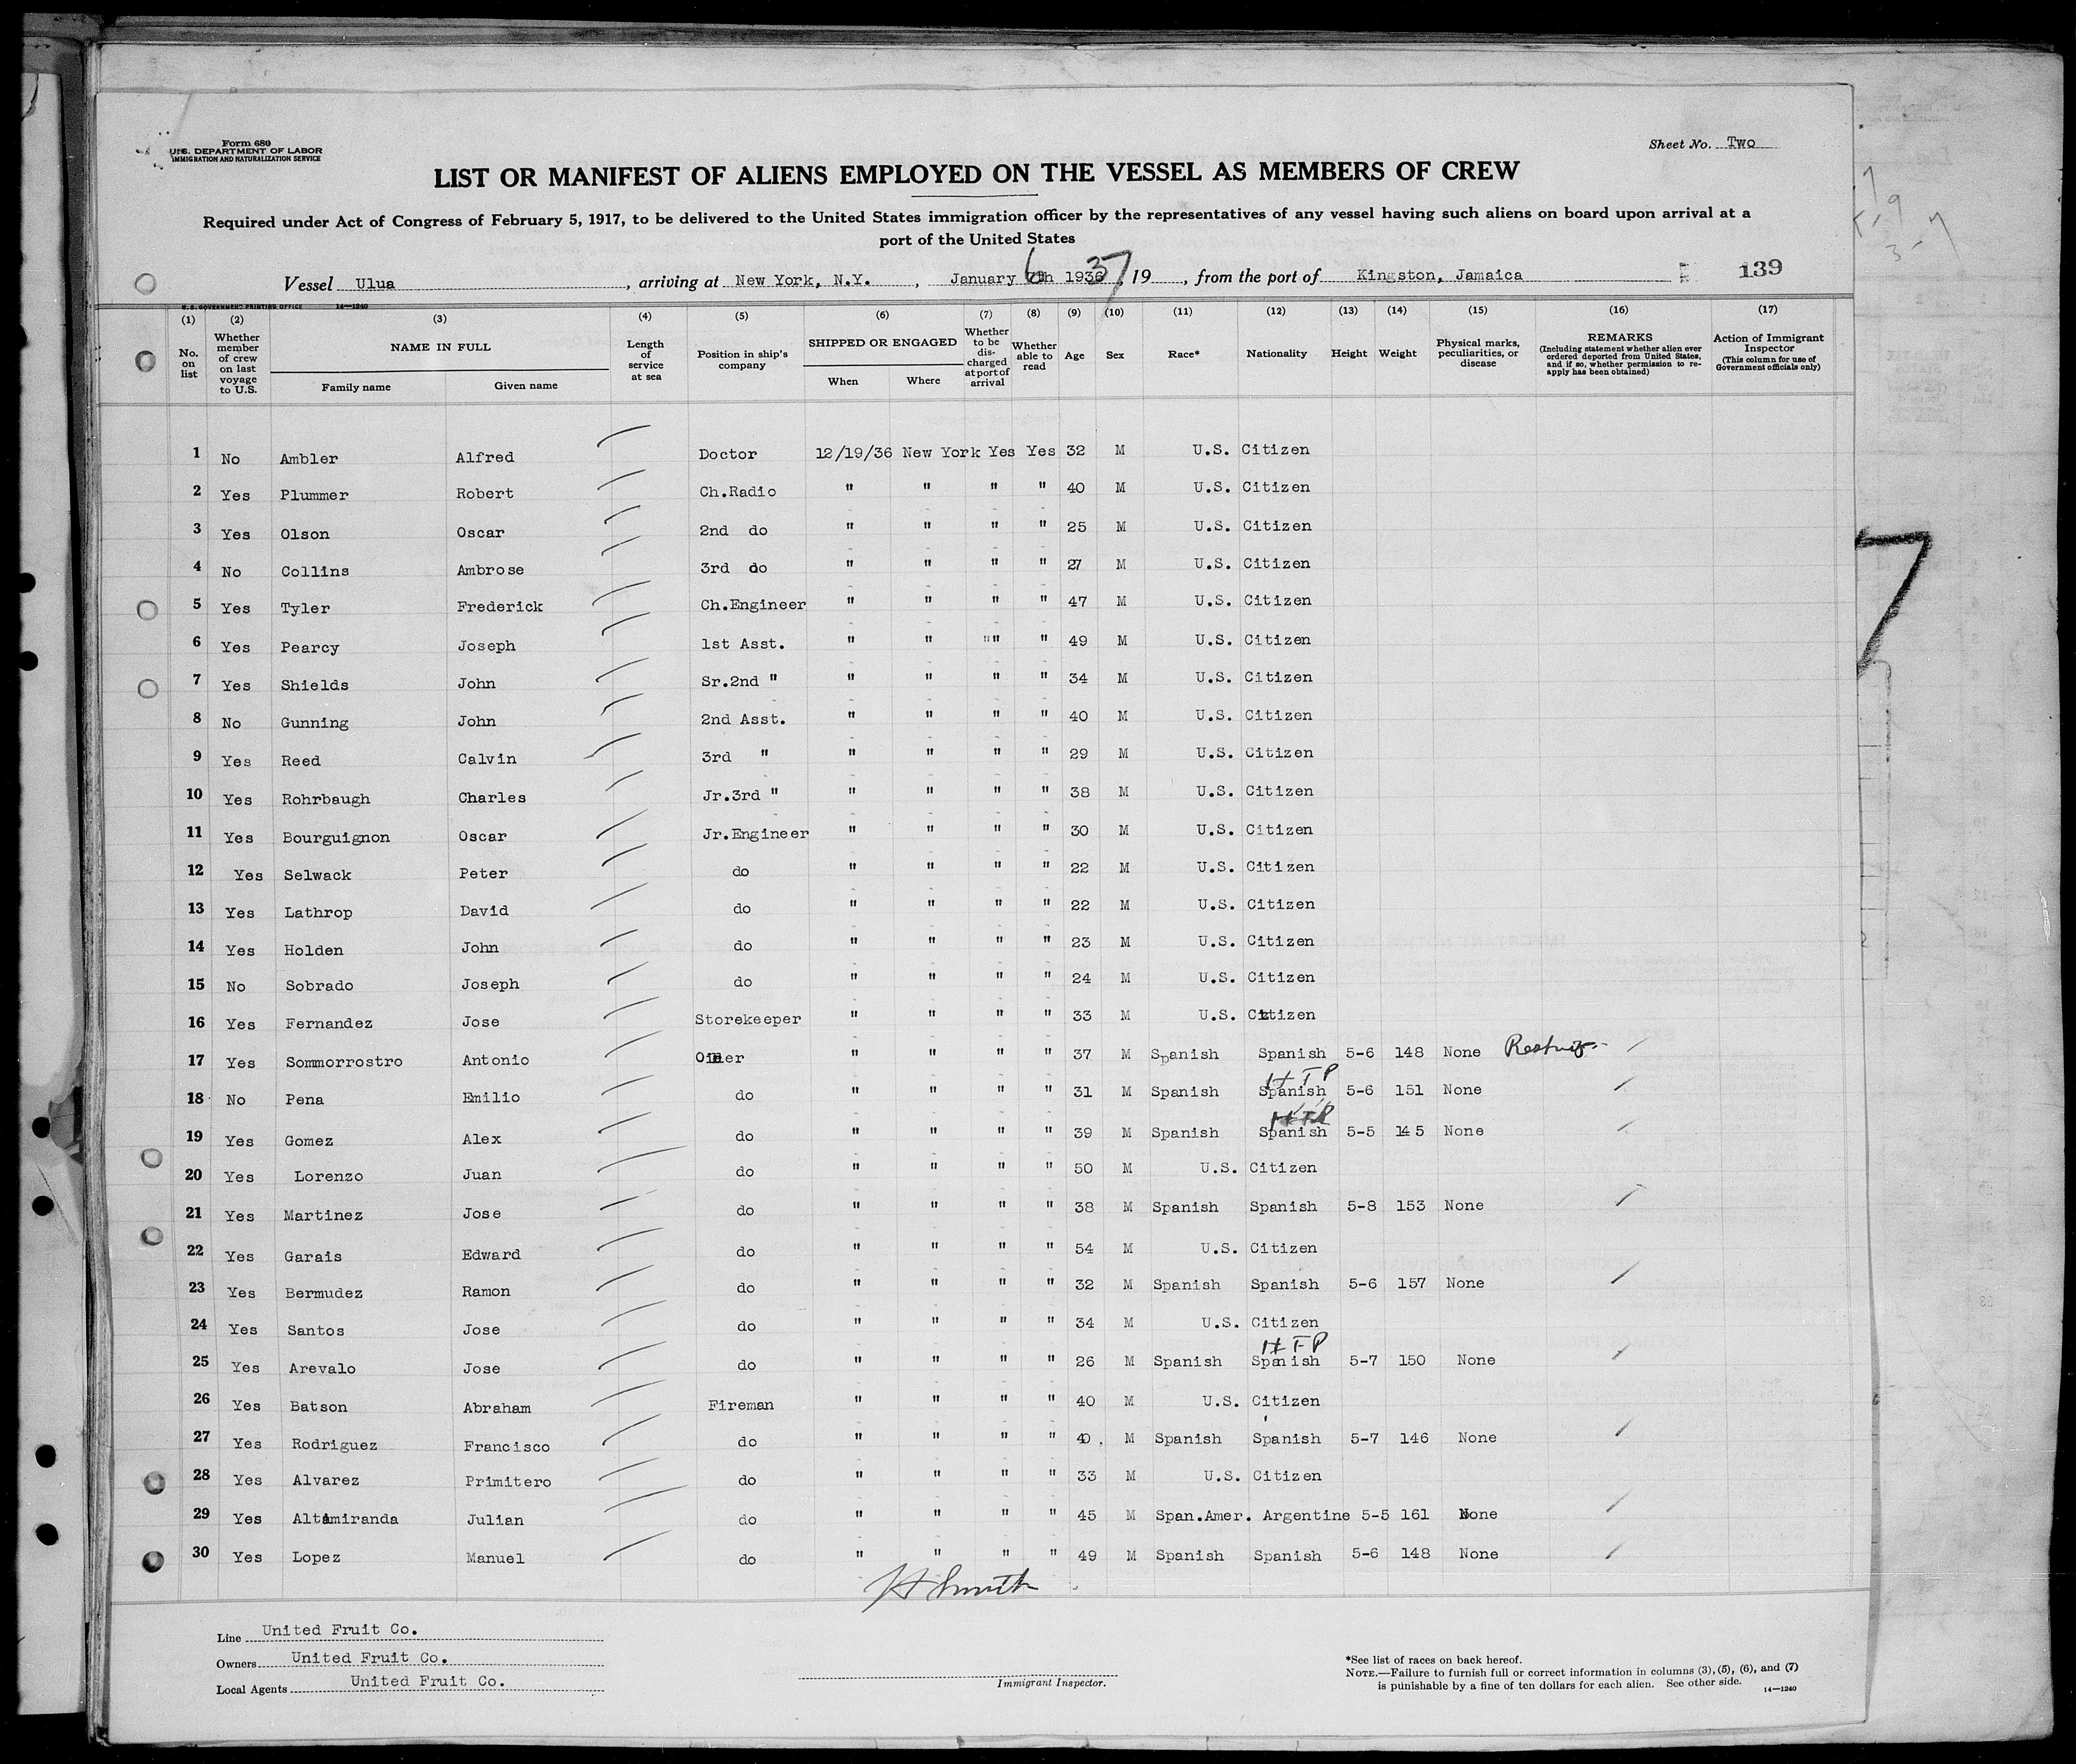 Form 680
U.S. DEPARTMENT OF LABOR
IMMIGRATION AND NATURALIZATION SERVICE
Sheet No. Two
LIST OR MANIFEST OF ALIENS EMPLOYED ON THE VESSEL AS MEMBERS OF CREW
Required under Act of Congress of February 5, 1917, to be delivered to the United States immigration officer by the representatives of any vessel having such aliens on board upon arrival at a
port of the United States
Vessel Ulua, arriving at New York, N.Y., January 6th 1937, 19, from the port of Kingston, Jamaica 139
U.S. GOVERNMENT PRINTING OFFICE 14—1240
(1) (2) (3) (4) (5) (6) (7) (8) (9) (10) (11) (12) (13) (14) (15) (16) (17)
No. on list
Whether member of crew on last voyage to U.S.
NAME IN FULL
Family name
Given name
Length of service at sea
Position in ship's company
SHIPPED OR ENGAGED
When
Where
Whether to be discharged at port of arrival
Whether able to read
Age
Sex
Race*
Nationality
Height
Weight
Physical marks, peculiarities, or disease
REMARKS
(Including statement whether alien ever ordered deported from United States, and if so, whether permission to reapply has been obtained)
Action of Immigrant Inspector
(This column for use of Government officials only)
1 No Ambler Alfred Doctor 12/19/36 New York Yes Yes 32 M U.S. Citizen
2 Yes Plummer Robert Ch.Radio " " " " 40 M U.S. Citizen
3 Yes Olson Oscar 2nd do " " " " 25 M U.S. Citizen
4 No Collins Ambrose 3rd do " " " " 27 M U.S. Citizen
5 Yes Tyler Frederick Ch.Engineer " " " " 47 M U.S. Citizen
6 Yes Pearcy Joseph 1st Asst. " " "" " 49 M U.S. Citizen
7 Yes Shields John Sr.2nd " " " " " 34 M U.S. Citizen
8 No Gunning John 2nd Asst. " " " " 40 M U.S. Citizen
9 Yes Reed Calvin 3rd " " " " " 29 M U.S. Citizen
10 Yes Rohrbaugh Charles Jr.3rd " " " " " 38 M U.S. Citizen
11 Yes Bourguignon Oscar Jr.Engineer " " " " 30 M U.S. Citizen
12 Yes Selwack Peter do " " " " 22 M U.S. Citizen
13 Yes Lathrop David do " " " " 22 M U.S. Citizen
14 Yes Holden John do " " " " 23 M U.S. Citizen
15 No Sobrado Joseph do " " " " 24 M U.S. Citizen
16 Yes Fernandez Jose Storekeeper " " " " 33 M U.S. Citizen
17 Yes Sommorrostro Antonio Oiler " " " " 37 M Spanish Spanish 5-6 148 None
HTP
18 No Pena Emilio do " " " " 31 M Spanish Spanish 5-6 151 None
HTP
19 Yes Gomez Alex do " " " " 39 M Spanish Spanish 5-5 145 None
20 Yes Lorenzo Juan do " " " " 50 M U.S. Citizen
21 Yes Martinez Jose do " " " " 38 M Spanish Spanish 5-8 153 None
22 Yes Garais Edward do " " " " 54 M U.S. Citizen
23 Yes Bermudez Ramon do " " " " 32 M Spanish Spanish 5-6 157 None
24 Yes Santos Jose do " " " " 34 M U.S. Citizen
HTP
25 Yes Arevalo Jose do " " " " 26 M Spanish Spanish 5-7 150 None
26 Yes Batson Abraham Fireman " " " " 40 M U.S. Citizen
27 Yes Rodriguez Francisco do " " " " 40 M Spanish Spanish 5-7 146 None
28 Yes Alvarez Primitero do " " " " 33 M U.S. Citizen
29 Yes Altamiranda Julian do " " " " 45 M Span.Amer. Argentine 5-5 161 None
30 Yes Lopez Manuel do " " " " 49 M Spanish Spanish 5-6 148 None
H Smith
Line United Fruit Co.
Owners United Fruit Co.
Local Agents United Fruit Co.
Immigrant Inspector.
*See list of races on back hereof.
NOTE.—Failure to furnish full or correct information in columns (3), (5), (6), and (7)
is punishable by a fine of ten dollars for each alien. See other side.
14—1240
7